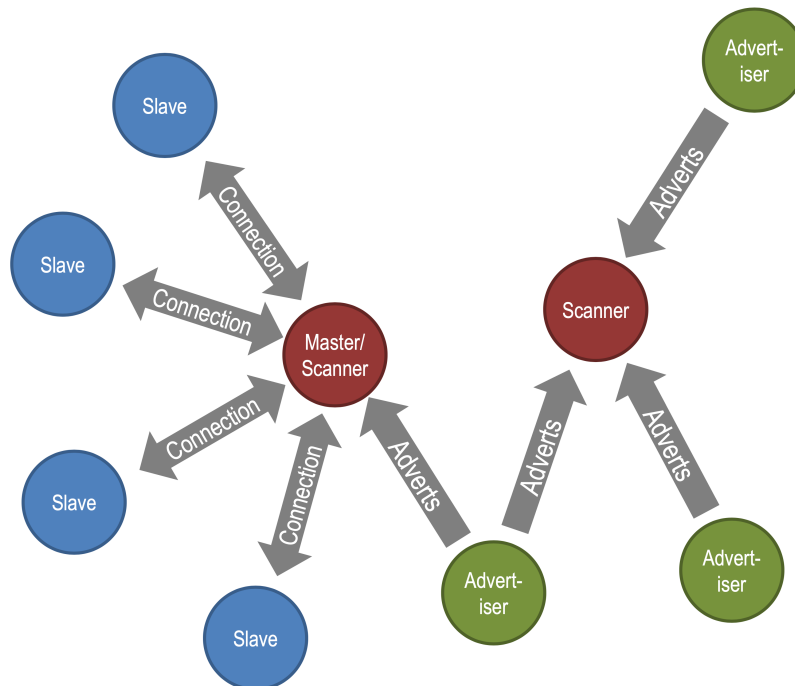 Advert-
iser
Slave
Adverts
Connection
Slave
Connection
Scanner
Master/
Scanner
Connection
Adverts
Adverts
Adverts
Slave
Connection
Advert-
iser
Advert-
iser
Slave